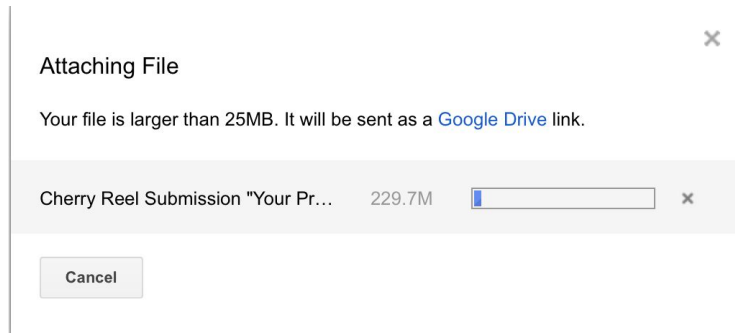 Attaching File
Your file is larger than 25MB. It will be sent as a Google Drive link.
Cherry Reel Submission "Your Pr… 229.7M
Cancel